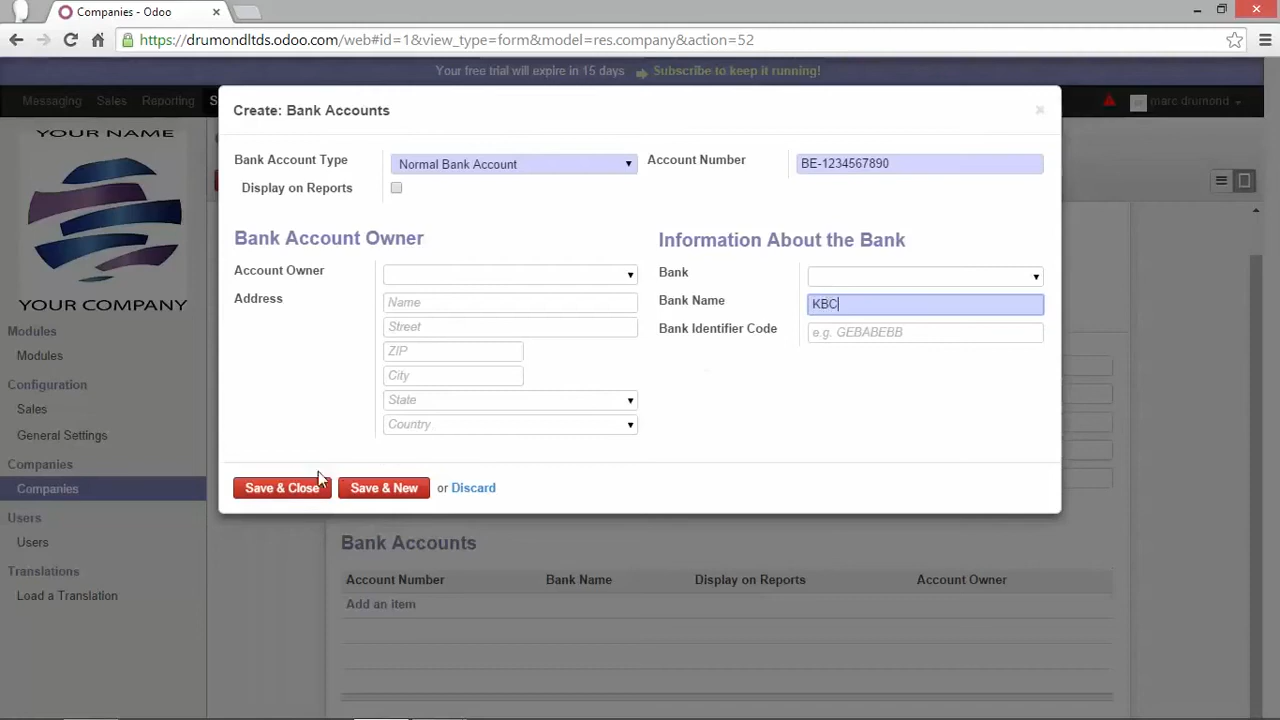 Companies - Odoo
https://drumondltds.odoo.com/web#id=1&view_type=form&model=res.company&action=52
Your free trial will expire in 15 days Subscribe to keep it running!
Messaging Sales Reporting S marc drumond
YOUR NAME
YOUR COMPANY
Modules
Modules
Configuration
Sales
General Settings
Companies
Companies
Users
Users
Translations
Load a Translation
Create: Bank Accounts
Bank Account Type Normal Bank Account Account Number BE-1234567890
Display on Reports
Bank Account Owner
Account Owner
Address Name
Street
ZIP
City
State
Country
Information About the Bank
Bank
Bank Name KBC
Bank Identifier Code e.g. GEBABEBB
Save & Close Save & New or Discard
Bank Accounts
Account Number Bank Name Display on Reports Account Owner
Add an item